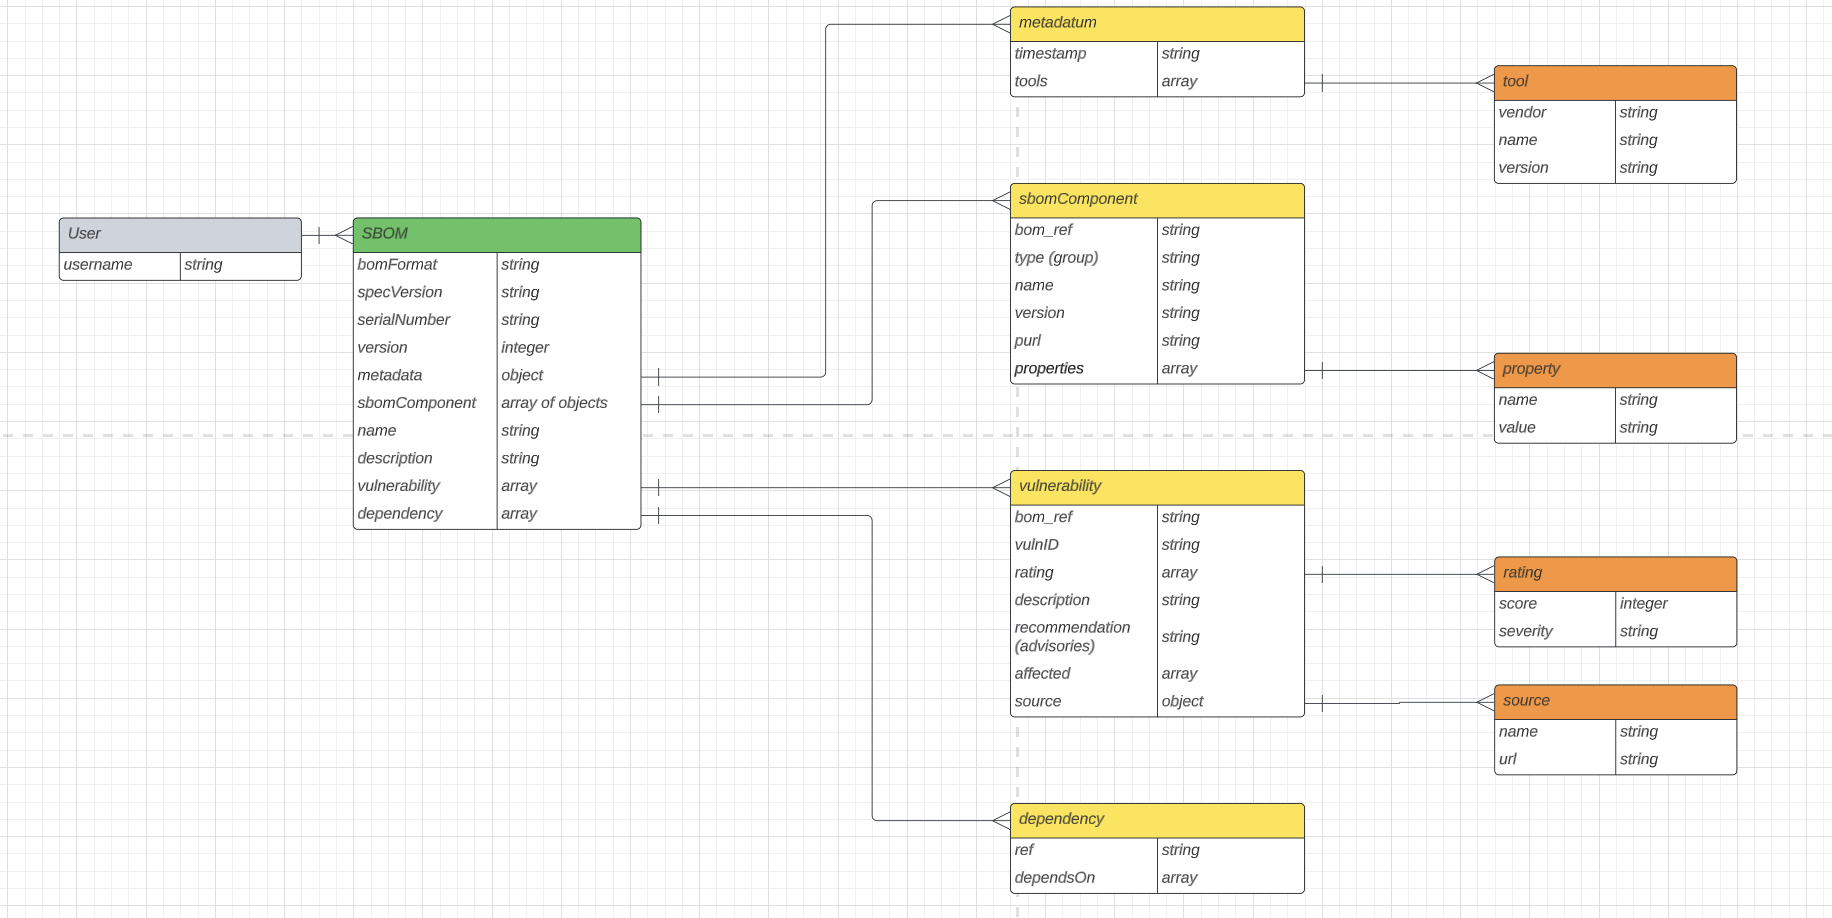 User
username string
SBOM
bomFormat string
specVersion string
serialNumber string
version integer
metadata object
sbomComponent array of objects
name string
description string
vulnerability array
dependency array
metadatum
timestamp string
tools array
sbomComponent
bom_ref string
type (group) string
name string
version string
purl string
properties array
vulnerability
bom_ref string
vulnID string
rating array
description string
recommendation
(advisories) string
affected array
source object
dependency
ref string
dependsOn array
tool
vendor string
name string
version string
property
name string
value string
rating
score integer
severity string
source
name string
url string